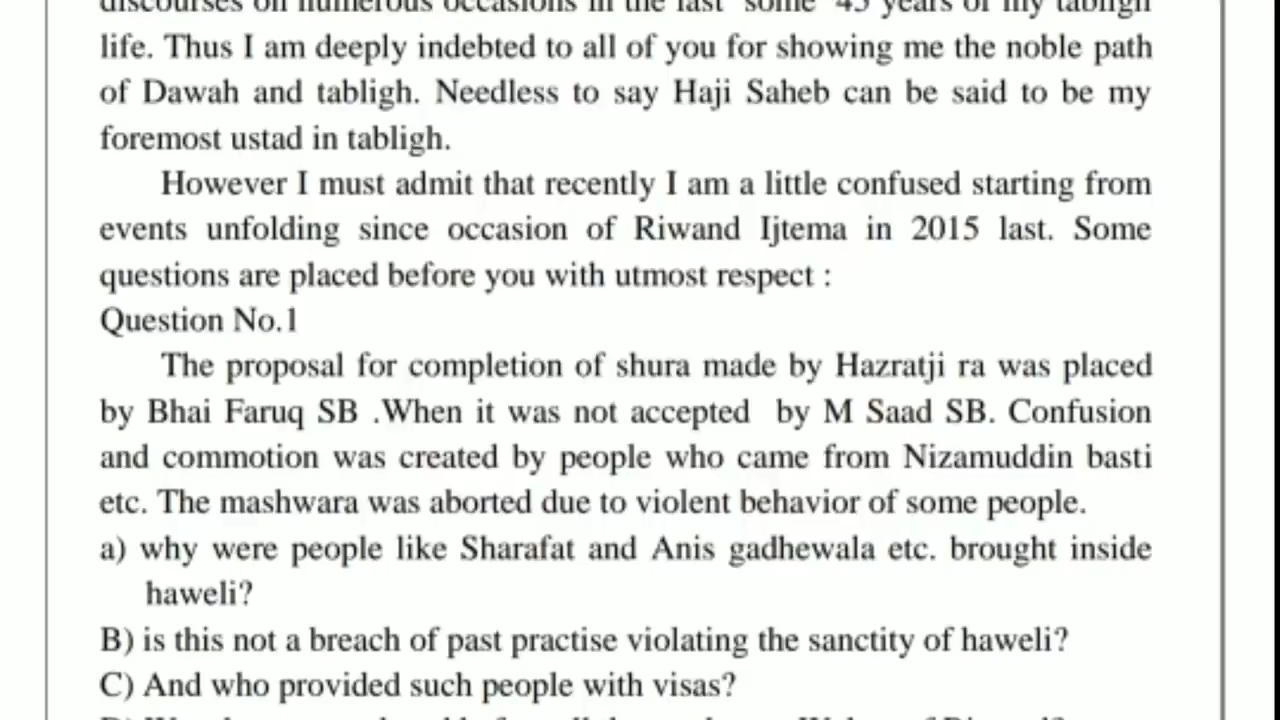 discourses on numerous occasions in the last some 45 years of my tabligh
life. Thus I am deeply indebted to all of you for showing me the noble path
of Dawah and tabligh. Needless to say Haji Saheb can be said to be my
foremost ustad in tabligh.
However I must admit that recently I am a little confused starting from
events unfolding since occasion of Riwand Ijtema in 2015 last. Some
questions are placed before you with utmost respect :
Question No.1
The proposal for completion of shura made by Hazratji ra was placed
by Bhai Faruq SB .When it was not accepted by M Saad SB. Confusion
and commotion was created by people who came from Nizamuddin basti
etc. The mashwara was aborted due to violent behavior of some people.
a) why were people like Sharafat and Anis gadhewala etc. brought inside
haweli?
B) is this not a breach of past practise violating the sanctity of haweli?
C) And who provided such people with visas?